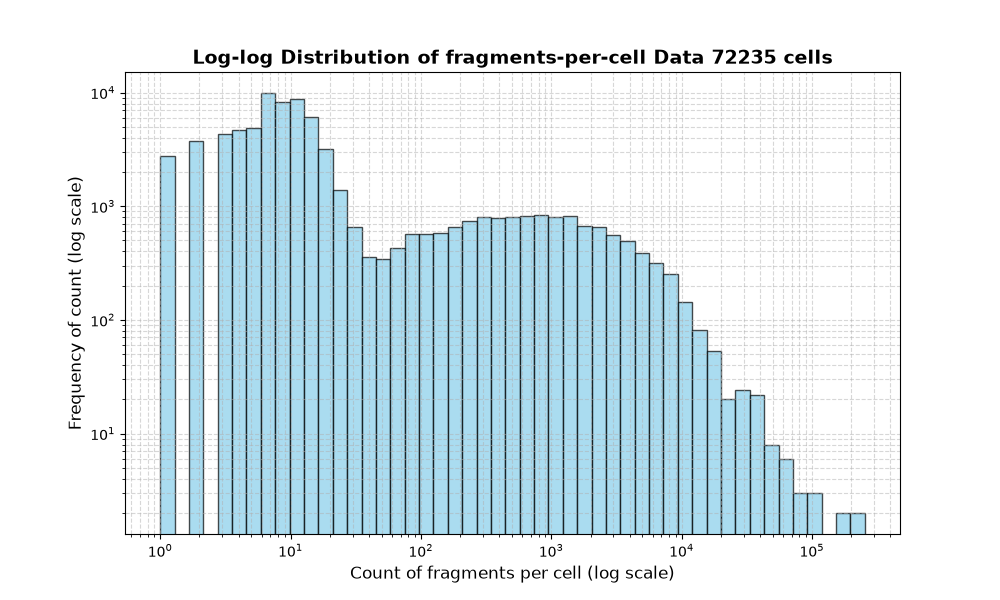 Log-log Distribution of fragments-per-cell Data 72235 cells
Frequency of count (log scale)
10⁴
10³
10²
10¹
10⁰ 10¹ 10² 10³ 10⁴ 10⁵
Count of fragments per cell (log scale)